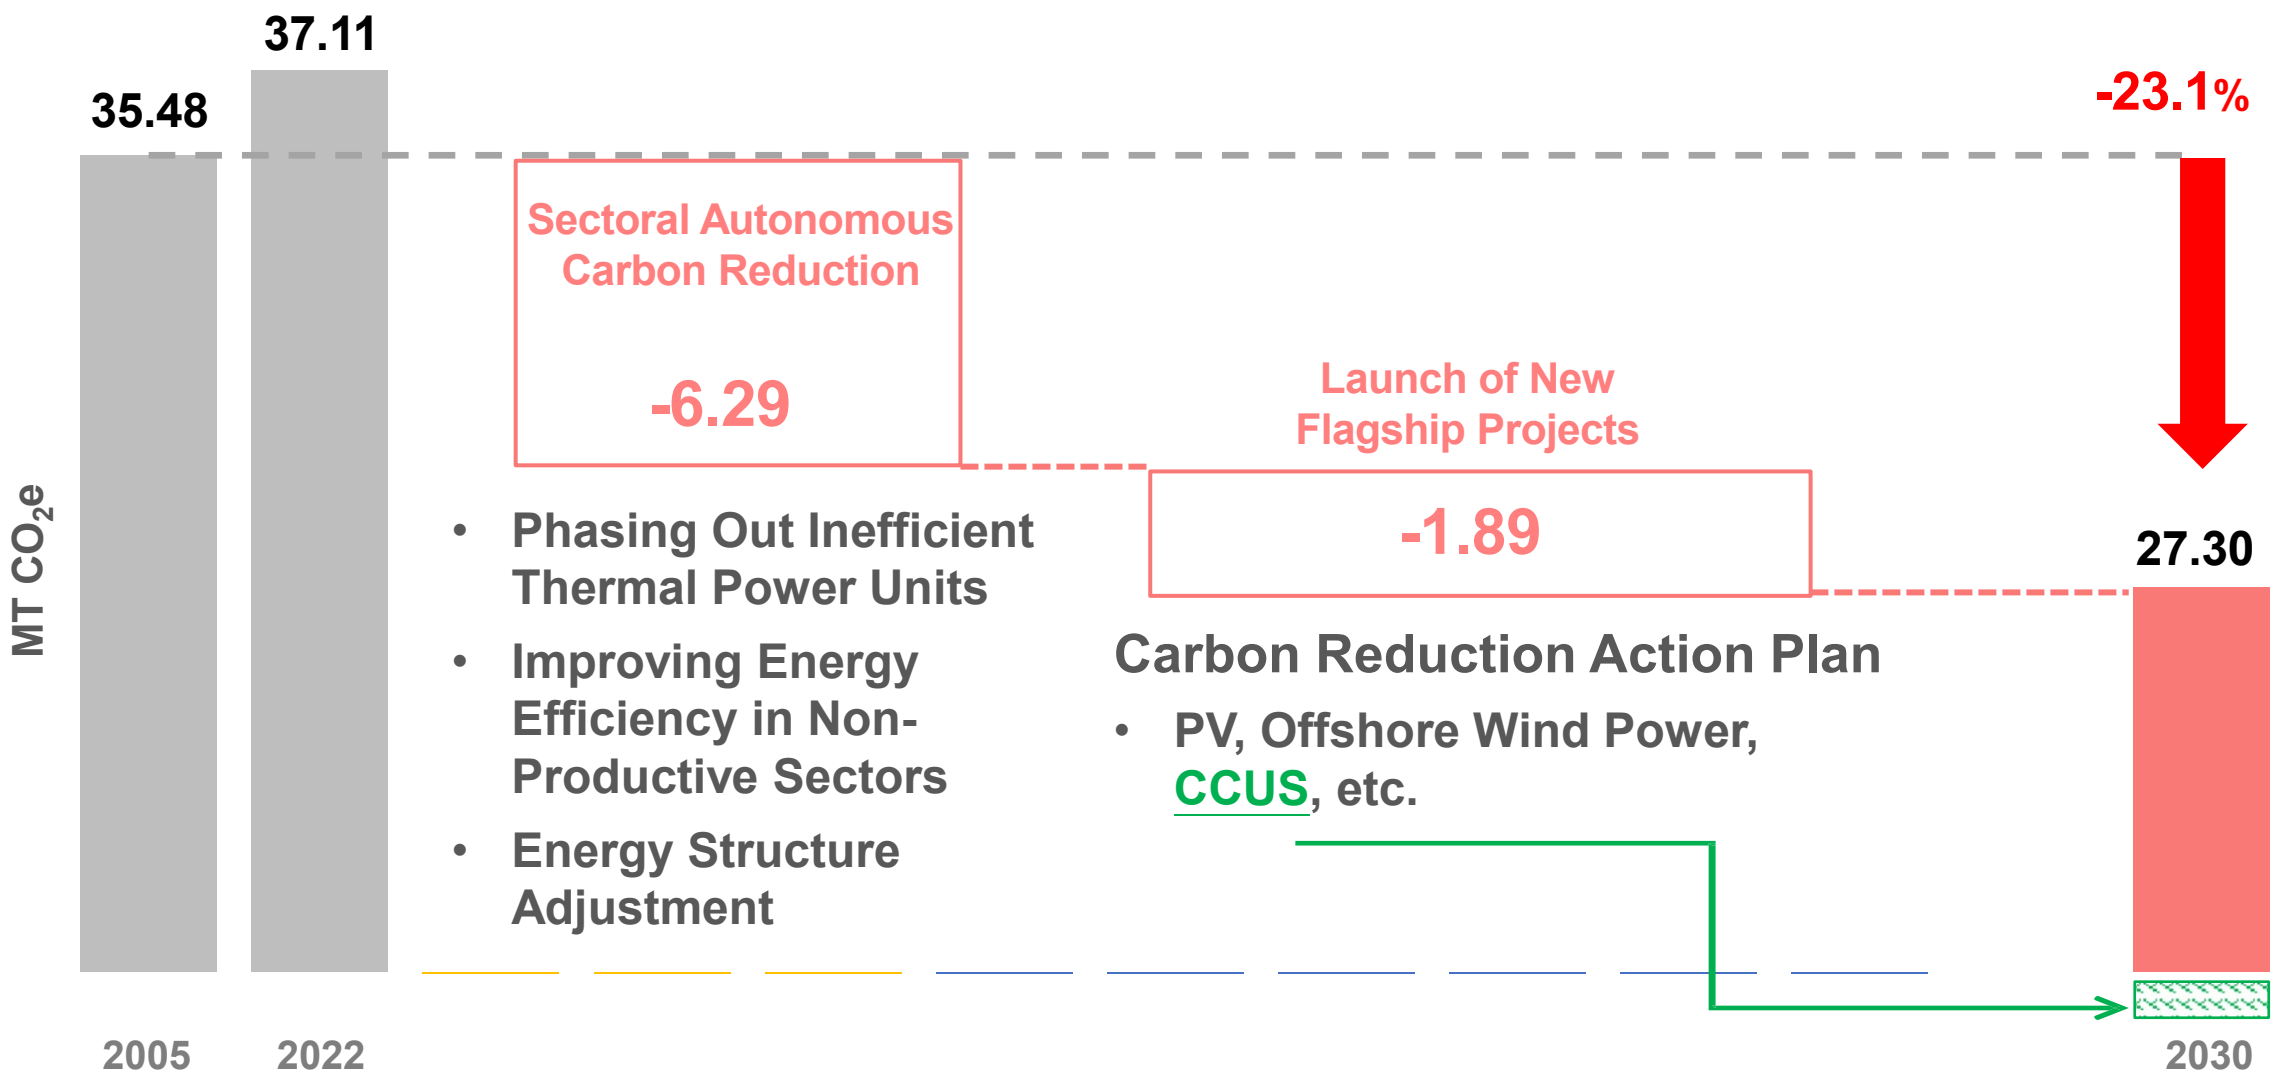 37.11
35.48
-23.1%
Sectoral Autonomous
Carbon Reduction
-6.29
Launch of New
Flagship Projects
-1.89
27.30
MT CO₂e
• Phasing Out Inefficient
Thermal Power Units
• Improving Energy
Efficiency in Non-
Productive Sectors
• Energy Structure
Adjustment
Carbon Reduction Action Plan
• PV, Offshore Wind Power,
CCUS, etc.
2005
2022
2030